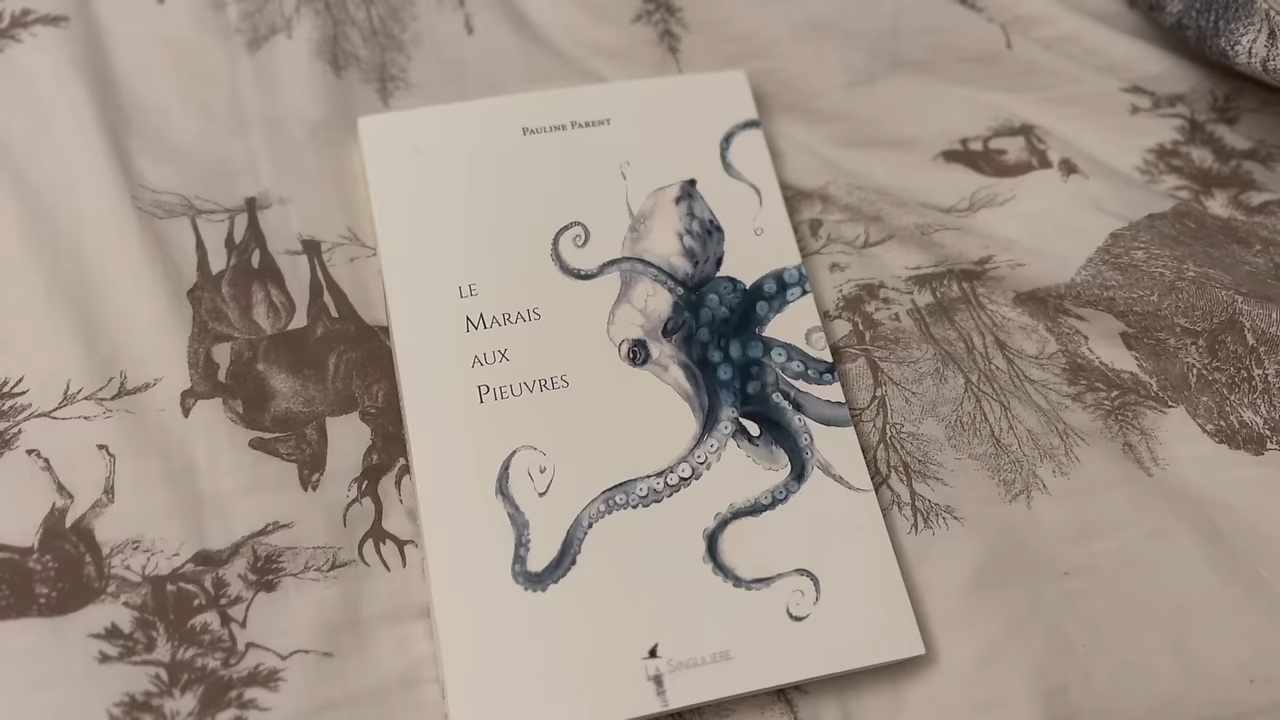 PAULINE PARENT
LE
MARAIS
AUX
PIEUVRES
LA SINGULIÈRE